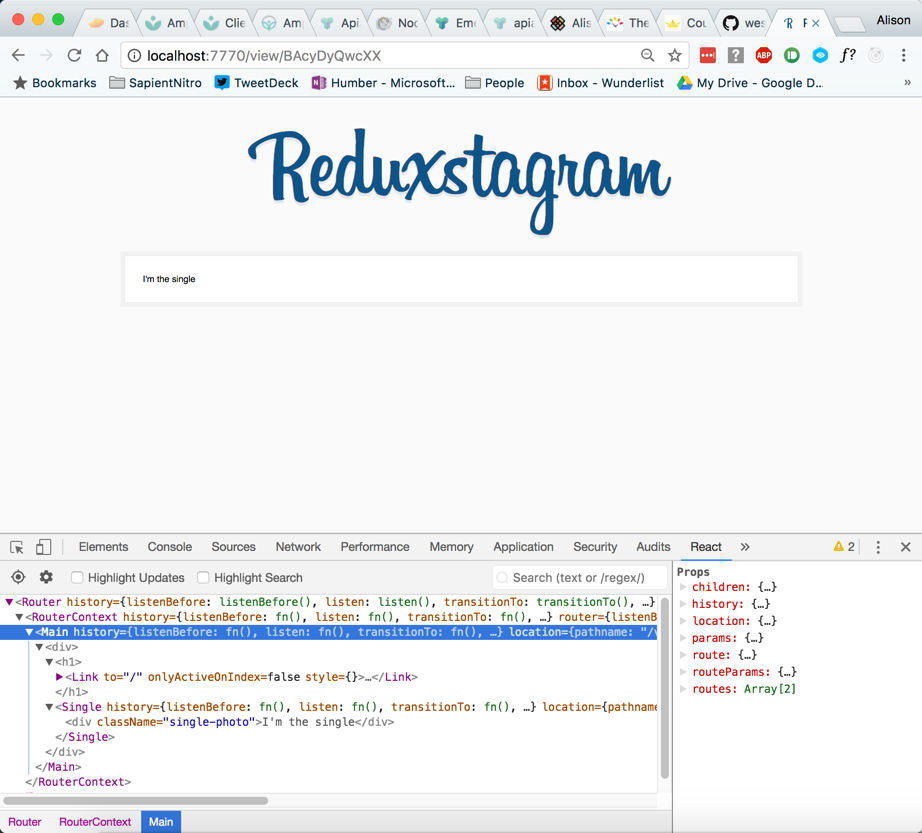 Das
Am
Clie
Am
Api
Noc
Em
apia
Alis
The
Cou
wes
Alison
localhost:7770/view/BAcyDyQwcXX
ABP
f?
Bookmarks SapientNitro TweetDeck Humber - Microsoft... People Inbox - Wunderlist My Drive - Google D... »
Reduxstagram
I'm the single
Elements Console Sources Network Performance Memory Application Security Audits React » 2
Highlight Updates Highlight Search Search (text or /regex/)
<Router history={listenBefore: listenBefore(), listen: listen(), transitionTo: transitionTo(), …}
<RouterContext history={listenBefore: fn(), listen: fn(), transitionTo: fn(), …} router={listenB
<Main history={listenBefore: fn(), listen: fn(), transitionTo: fn(), …} location={pathname: "/v
<div>
<h1>
<Link to="/" onlyActiveOnIndex=false style={}>…</Link>
</h1>
<Single history={listenBefore: fn(), listen: fn(), transitionTo: fn(), …} location={pathname
<div className="single-photo">I'm the single</div>
</Single>
</div>
</Main>
</RouterContext>
Router RouterContext Main
Props
children: {…}
history: {…}
location: {…}
params: {…}
route: {…}
routeParams: {…}
routes: Array[2]